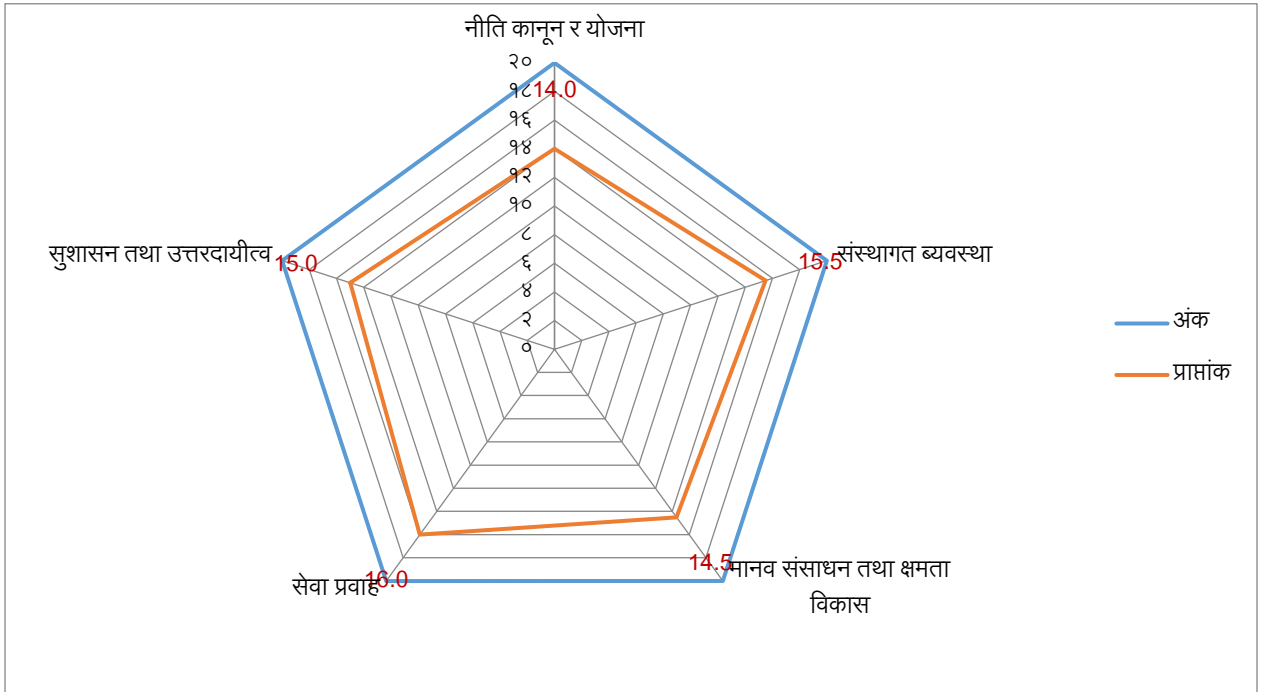 नीति कानून र योजना
२०
१८
14.0
१६
१४
१२
१०
८
६
४
२
०
सुशासन तथा उत्तरदायीत्व
15.0
15.5
संस्थागत ब्यवस्था
अंक
प्राप्तांक
14.5
मानव संसाधन तथा क्षमता
विकास
सेवा प्रवाह
16.0